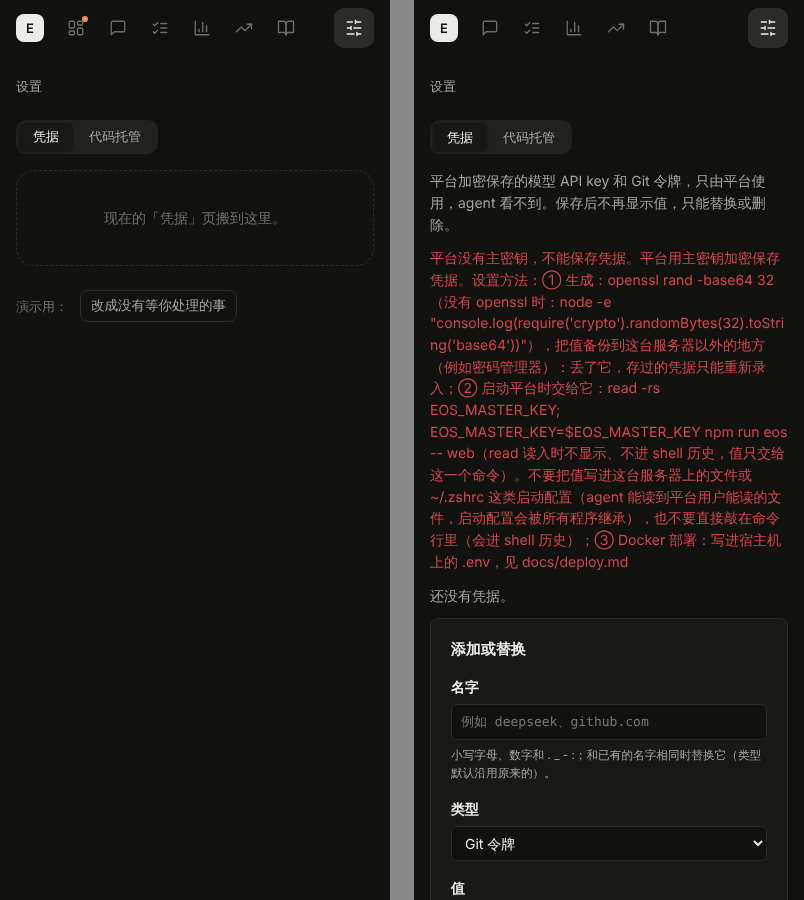 E
设置
凭据
代码托管
现在的「凭据」页搬到这里。
演示用：
改成没有等你处理的事
E
设置
凭据
代码托管
平台加密保存的模型 API key 和 Git 令牌，只由平台使
用，agent 看不到。保存后不再显示值，只能替换或删
除。
平台没有主密钥，不能保存凭据。平台用主密钥加密保存
凭据。设置方法：① 生成：openssl rand -base64 32
（没有 openssl 时：node -e
"console.log(require('crypto').randomBytes(32).toStri
ng('base64'))"），把值备份到这台服务器以外的地方
（例如密码管理器）：丢了它，存过的凭据只能重新录
入；② 启动平台时交给它：read -rs
EOS_MASTER_KEY;
EOS_MASTER_KEY=$EOS_MASTER_KEY npm run eos
-- web（read 读入时不显示、不进 shell 历史，值只交给
这一个命令）。不要把值写进这台服务器上的文件或
~/.zshrc 这类启动配置（agent 能读到平台用户能读的文
件，启动配置会被所有程序继承），也不要直接敲在命令
行里（会进 shell 历史）；③ Docker 部署：写进宿主机
上的 .env，见 docs/deploy.md
还没有凭据。
添加或替换
名字
例如 deepseek、github.com
小写字母、数字和 . _ - :；和已有的名字相同时替换它（类型
默认沿用原来的）。
类型
Git 令牌
值